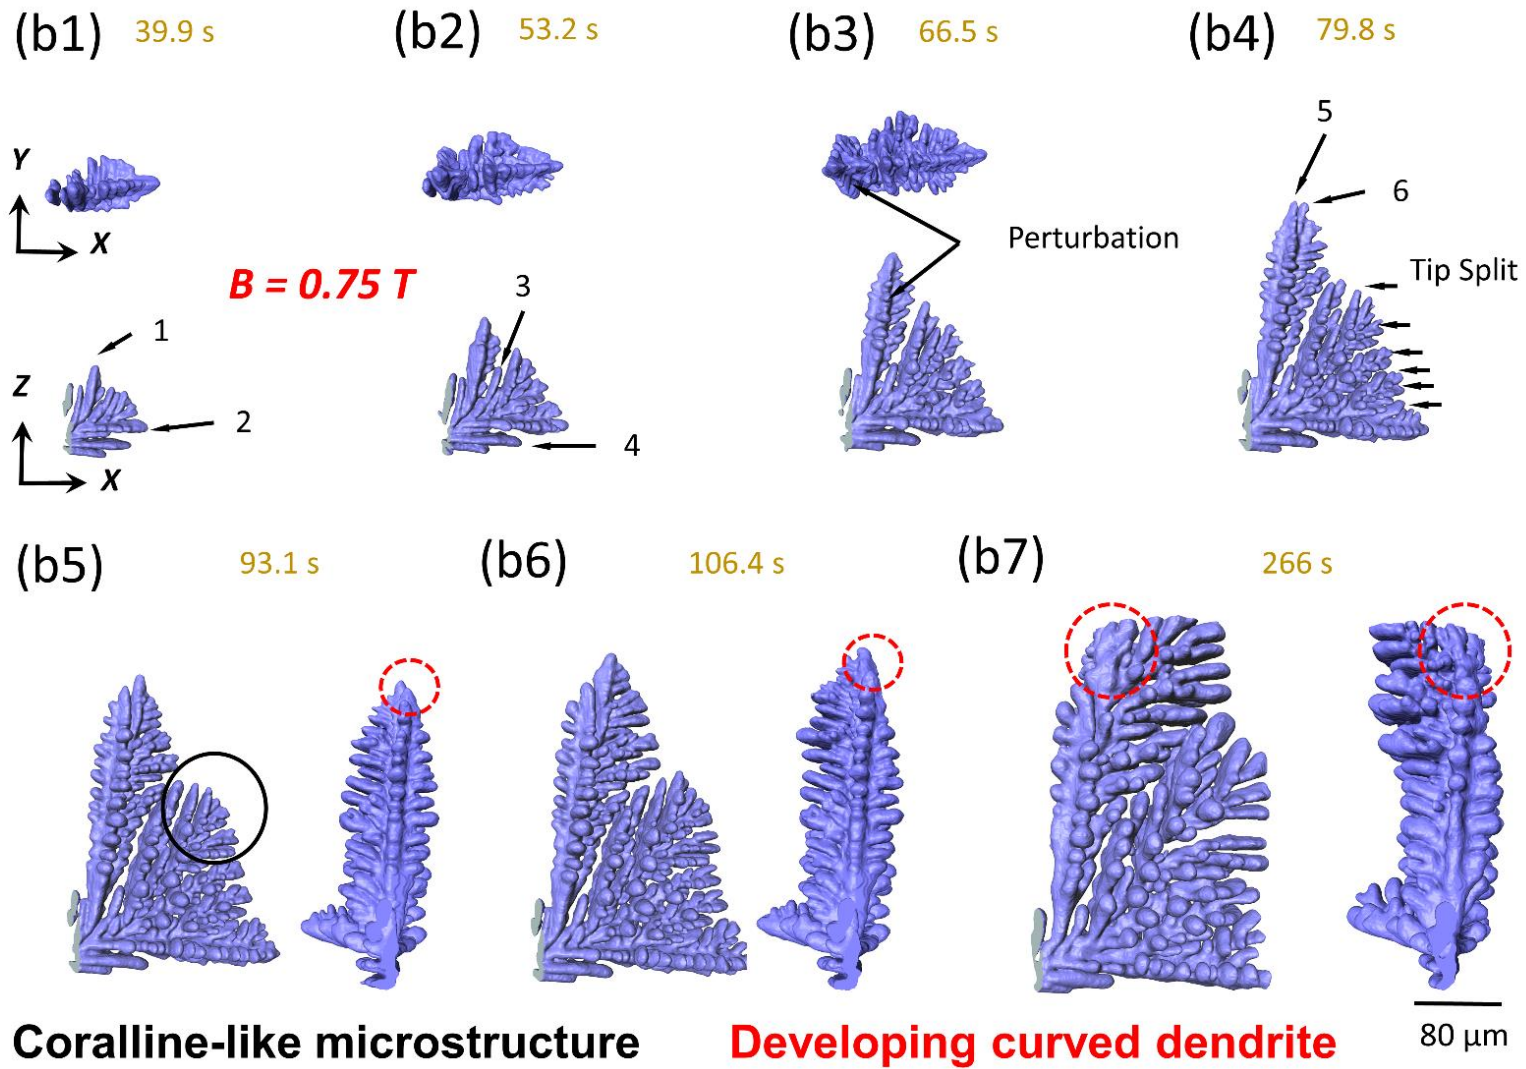 (b1) 39.9 s
(b2) 53.2 s
(b3) 66.5 s
(b4) 79.8 s
Y
X
B = 0.75 T
Perturbation
5
6
Tip Split
1
2
3
4
Z
X
(b5) 93.1 s
(b6) 106.4 s
(b7) 266 s
Coralline-like microstructure
Developing curved dendrite
80 μm